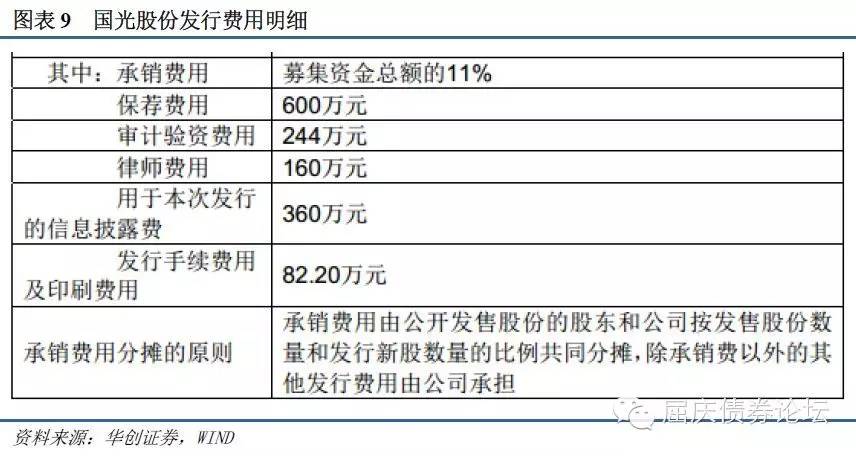 图表 9 国光股份发行费用明细
其中：承销费用 募集资金总额的11%
保荐费用 600万元
审计验资费用 244万元
律师费用 160万元
用于本次发行
的信息披露费
360万元
发行手续费用
及印刷费用
82.20万元
承销费用分摊的原则
承销费用由公开发售股份的股东和公司按发售股份数
量和发行新股数量的比例共同分摊，除承销费以外的其
他发行费用由公司承担
屈庆债券论坛
资料来源：华创证券，WIND